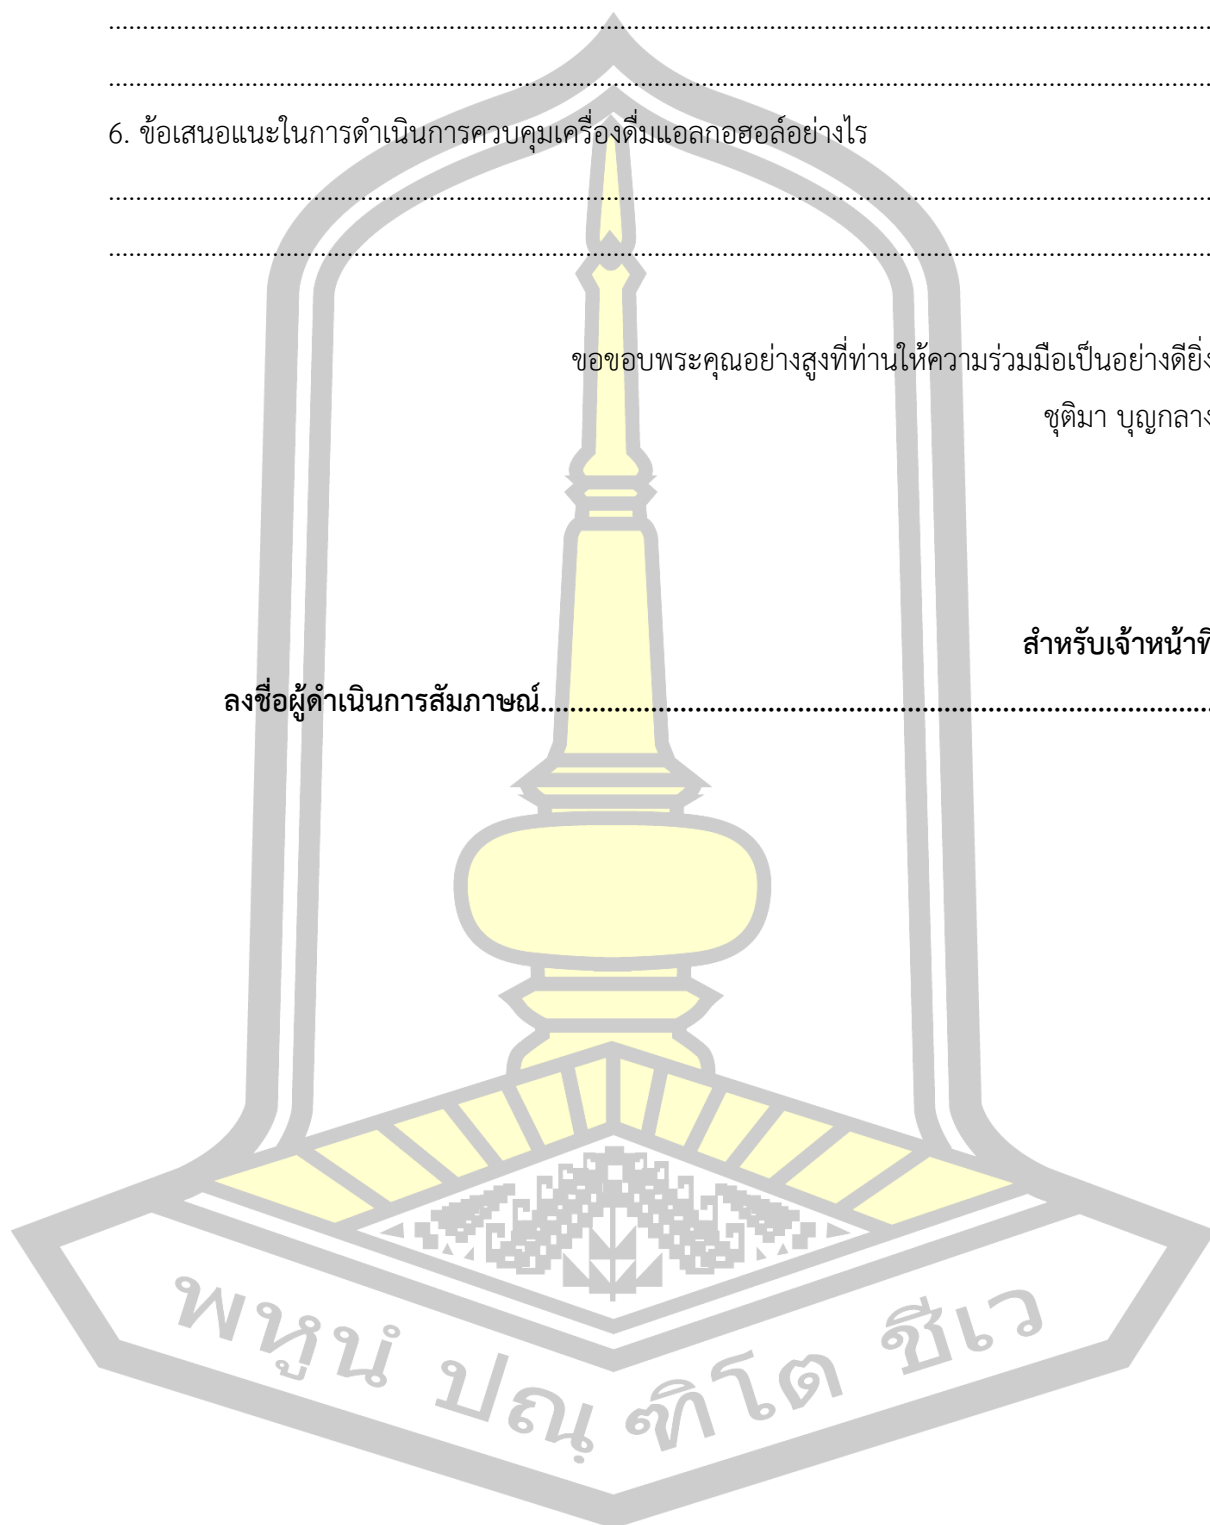 ................................................................................
................................................................................
6. ข้อเสนอแนะในการดำเนินการควบคุมเครื่องดื่มแอลกอฮอล์อย่างไร
................................................................................
................................................................................
ขอขอบพระคุณอย่างสูงที่ท่านให้ความร่วมมือเป็นอย่างดียิ่ง
ชุติมา บุญกลาง
สำหรับเจ้าหน้าที่
ลงชื่อผู้ดำเนินการสัมภาษณ์................................................................................
พหูนํ ปณฺฑิโต ชีเว